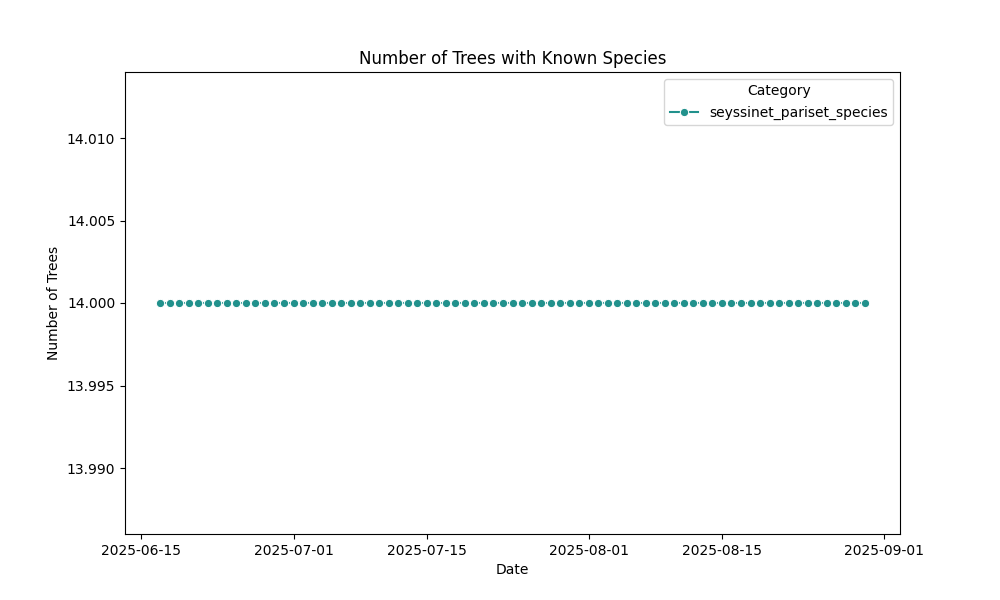 Number of Trees with Known Species
Category
seyssinet_pariset_species
14.010
14.005
14.000
13.995
13.990
Number of Trees
2025-06-15
2025-07-01
2025-07-15
2025-08-01
2025-08-15
2025-09-01
Date